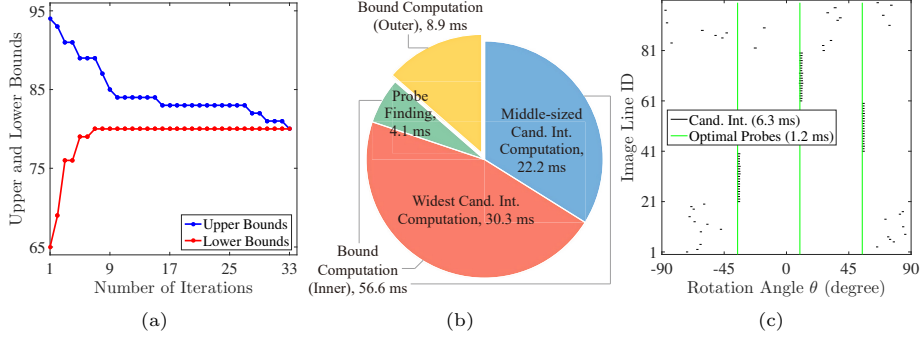 95
85
75
65
1
9
17
25
33
Upper and Lower Bounds
Number of Iterations
Upper Bounds
Lower Bounds
(a)
Bound Computation
(Outer), 8.9 ms
Probe
Finding,
4.1 ms
Middle-sized
Cand. Int.
Computation,
22.2 ms
Widest Cand. Int.
Computation, 30.3 ms
Bound
Computation
(Inner), 56.6 ms
(b)
81
61
41
21
1
-90
-45
0
45
90
Image Line ID
Rotation Angle θ (degree)
Cand. Int. (6.3 ms)
Optimal Probes (1.2 ms)
(c)